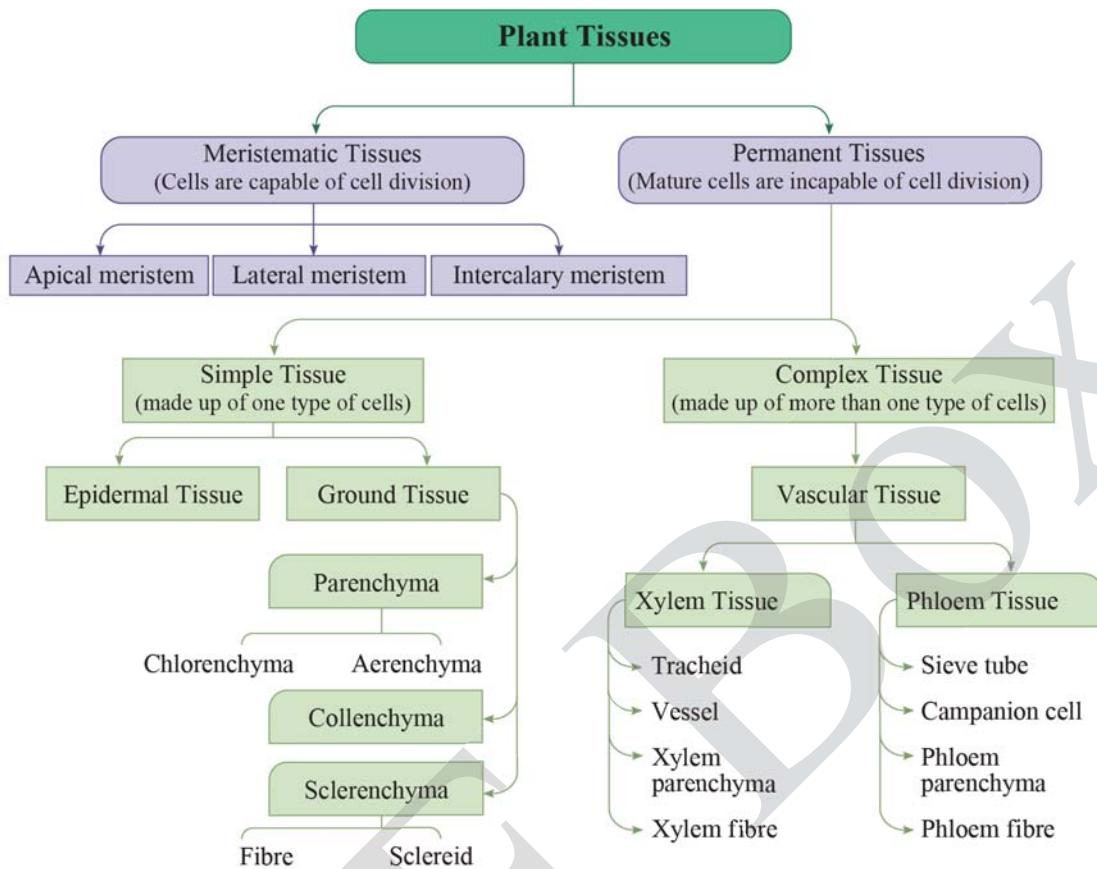 Plant Tissues
Meristematic Tissues
(Cells are capable of cell division)
Permanent Tissues
(Mature cells are incapable of cell division)
Apical meristem
Lateral meristem
Intercalary meristem
Simple Tissue
(made up of one type of cells)
Complex Tissue
(made up of more than one type of cells)
Epidermal Tissue
Ground Tissue
Vascular Tissue
Parenchyma
Chlorenchyma
Aerenchyma
Collenchyma
Sclerenchyma
Fibre
Sclereid
Xylem Tissue
Tracheid
Vessel
Xylem
parenchyma
Xylem fibre
Phloem Tissue
Sieve tube
Campanion cell
Phloem
parenchyma
Phloem fibre
BOX